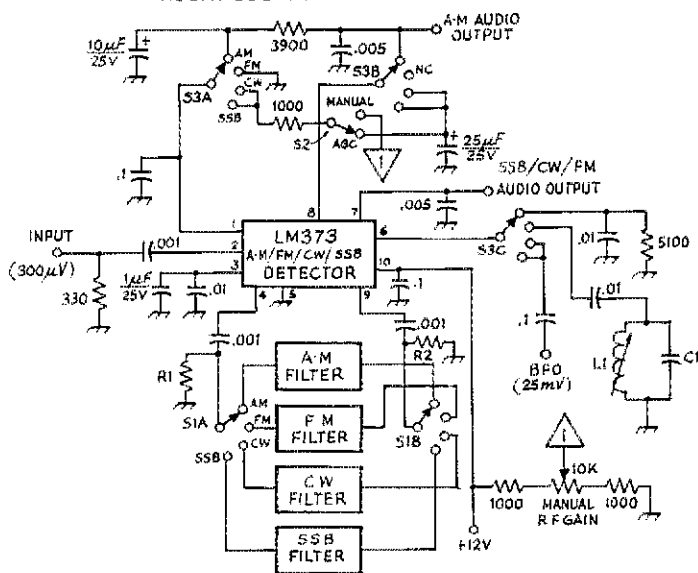 10µF
25V
+
3900
A-M AUDIO
OUTPUT
.005
AM
FM
CW
SSB
S3A
S3B
NC
1000
MANUAL
S2
AGC
1
+
25µF
25V
.1
SSB/CW/FM
AUDIO OUTPUT
.005
INPUT
(300µV)
.001
330
1µF
25V
.01
LM373
A-M/FM/CW/SSB
DETECTOR
1
2
3
4
5
6
7
8
9
10
S3C
.01
5100
.01
.1
.1
BFO
(25mV)
L1
C1
.001
.001
R1
R2
S1A
AM
FM
CW
SSB
S1B
A-M
FILTER
FM
FILTER
CW
FILTER
SSB
FILTER
1
1000
10K
1000
MANUAL
RF GAIN
+12V